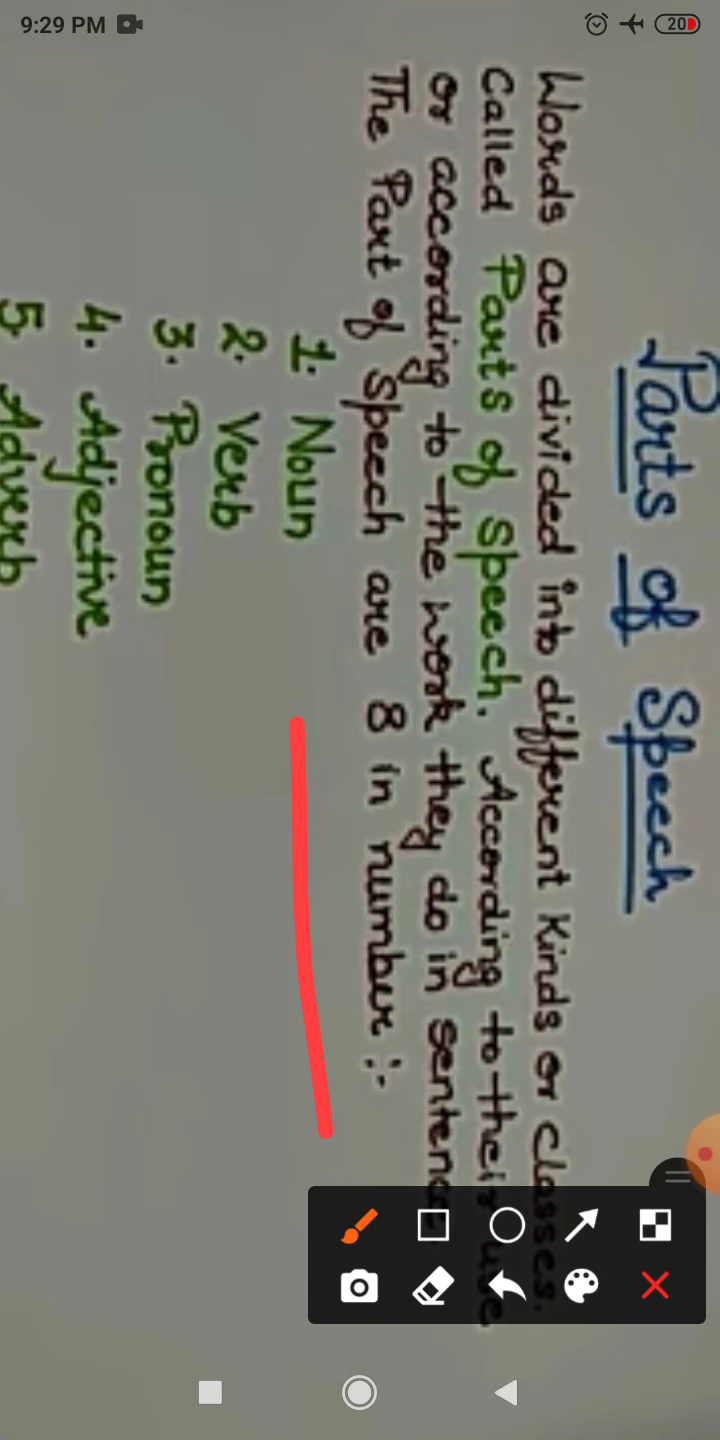 9:29 PM
20
Parts of Speech
Words are divided into different Kinds or Classes.
Called Parts of Speech. According to their use
or according to the work they do in sentence
The Part of Speech are 8 in number :-
1. Noun
2. Verb
3. Pronoun
4. Adjective
5. Adverb